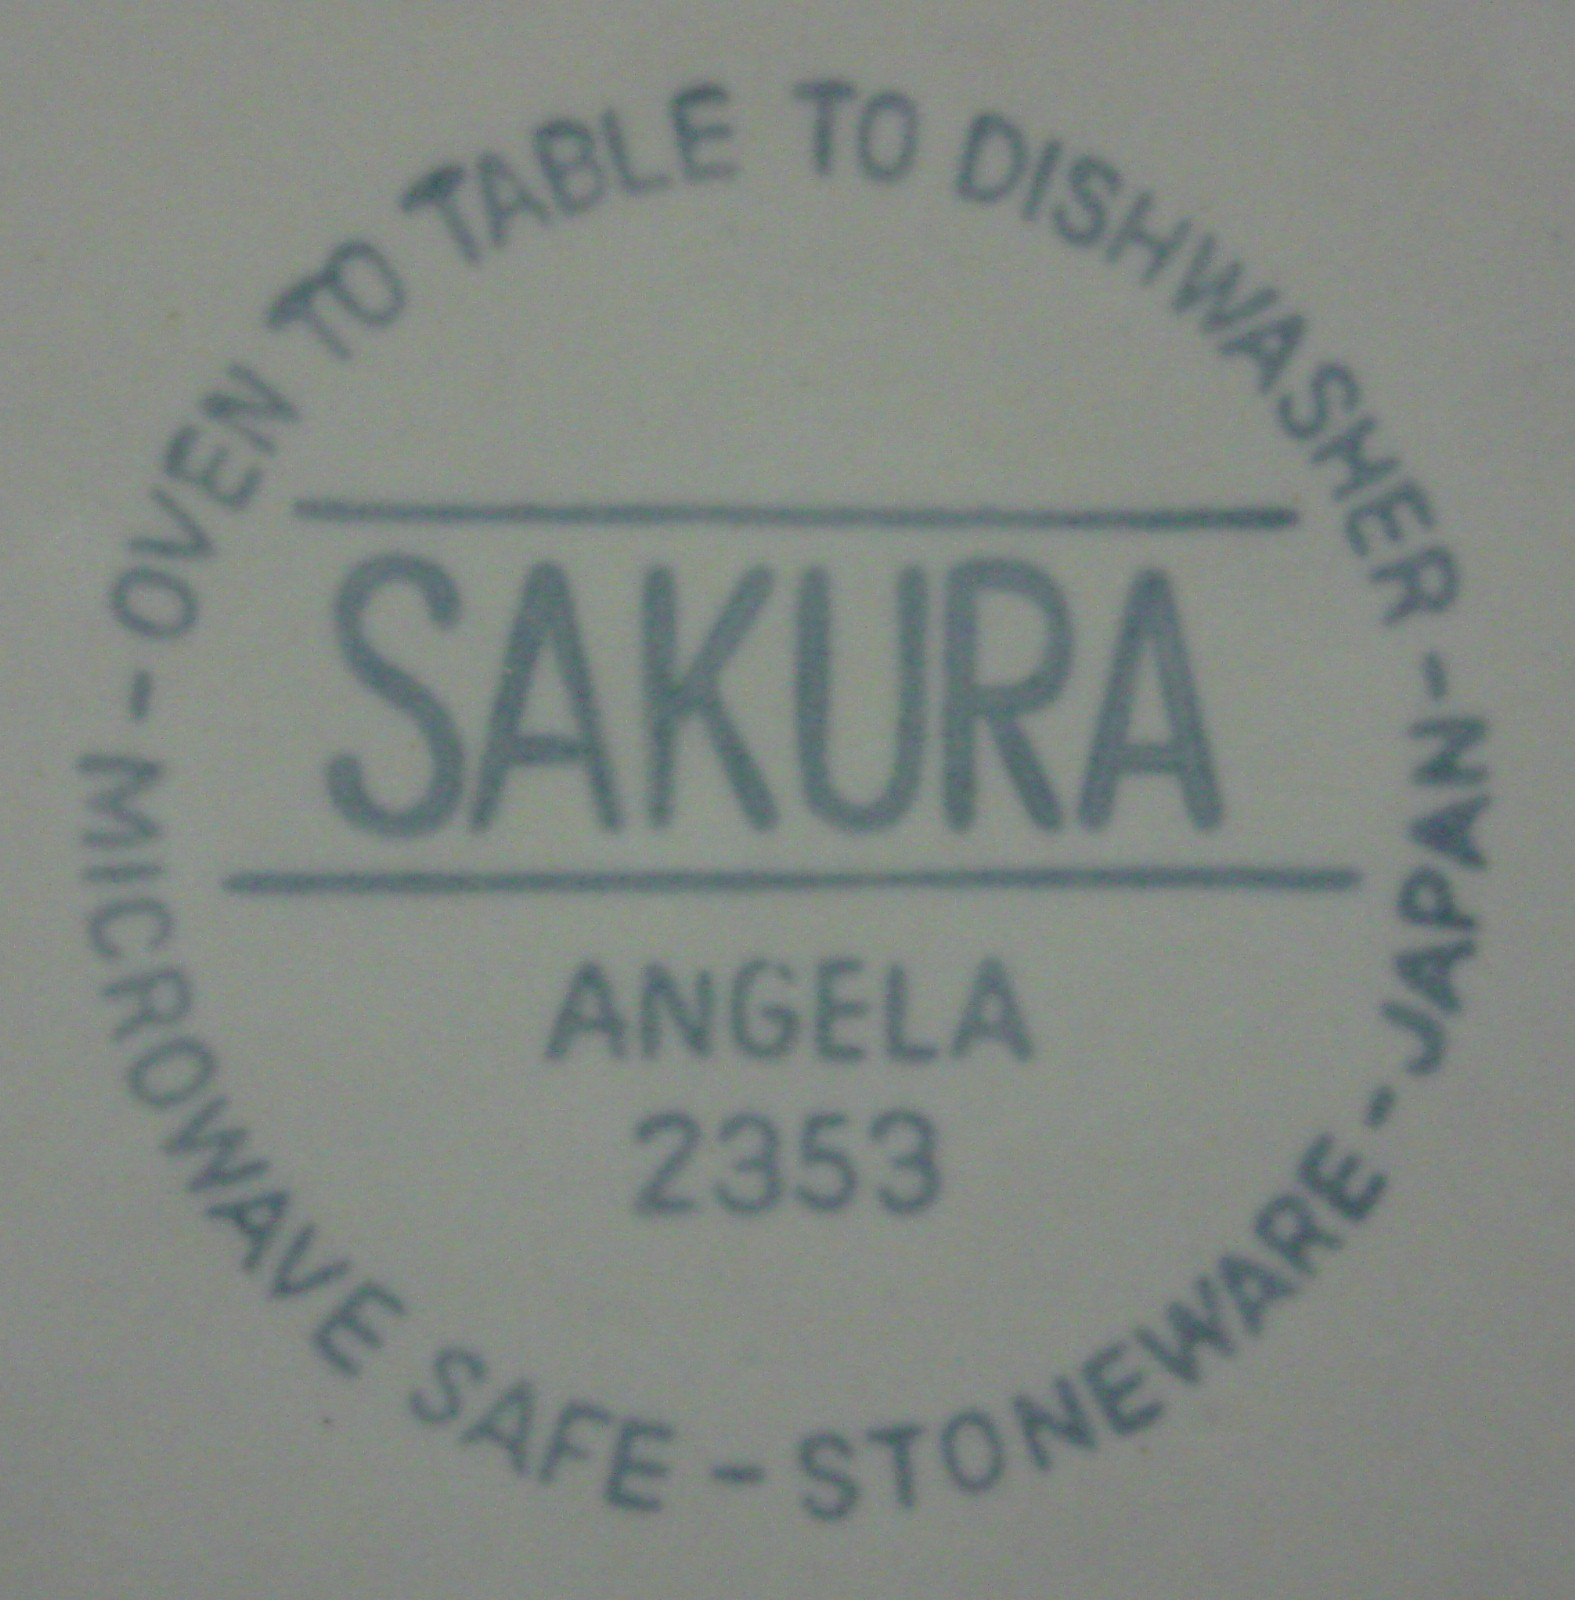 - OVEN TO TABLE TO DISHWASHER -
SAKURA
ANGELA
2353
MICROWAVE SAFE - STONEWARE - JAPAN